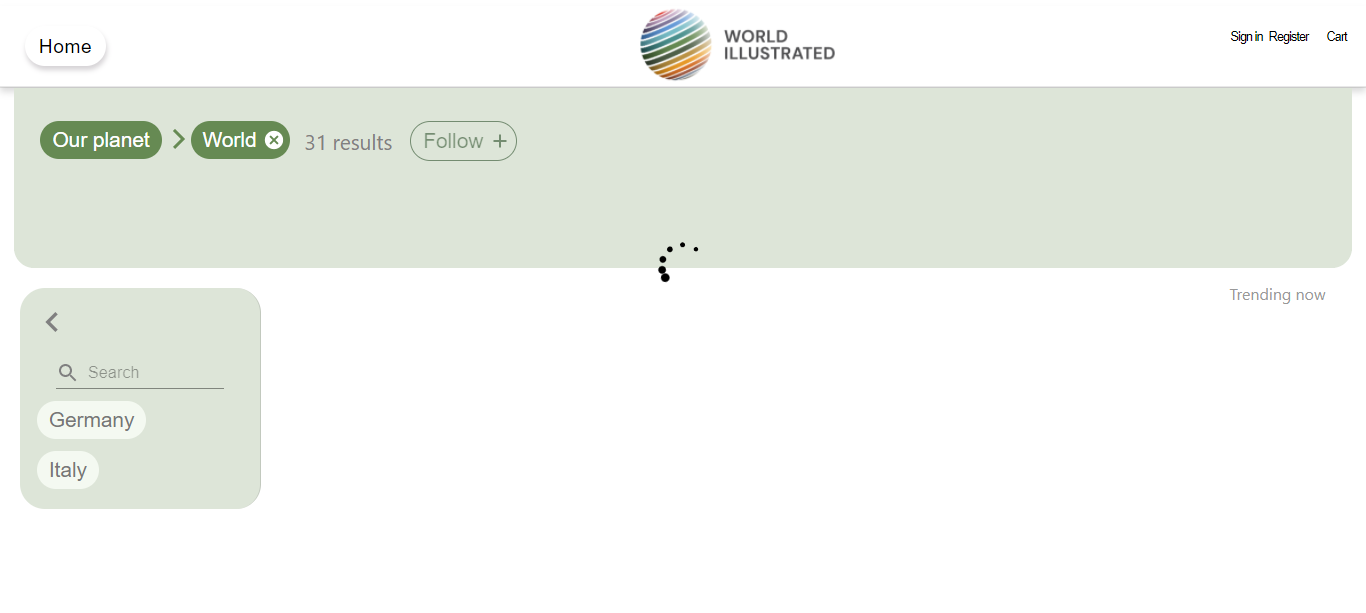 Home
WORLD
ILLUSTRATED
Sign in Register Cart
Our planet World 31 results Follow +
Trending now
Search
Germany
Italy